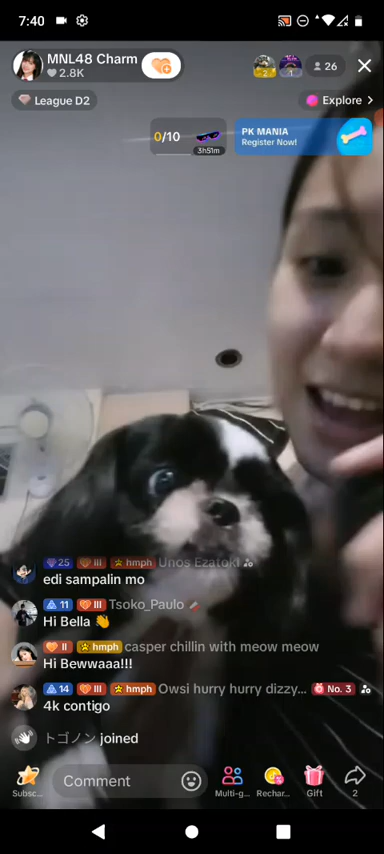 7:40
MNL48 Charm
2.8K
2
1
26
League D2
Explore >
0/10
3h51m
PK MANIA
Register Now!
25 III hmph Unos Ezatoki
edi sampalin mo
11 III Tsoko_Paulo
Hi Bella 👋
II hmph casper chillin with meow meow
Hi Bewwaaa!!!
14 III hmph Owsi hurry hurry dizzy... No. 3
4k contigo
トゴノン joined
Comment
Subsc... Multi-g... Rechar... Gift 2